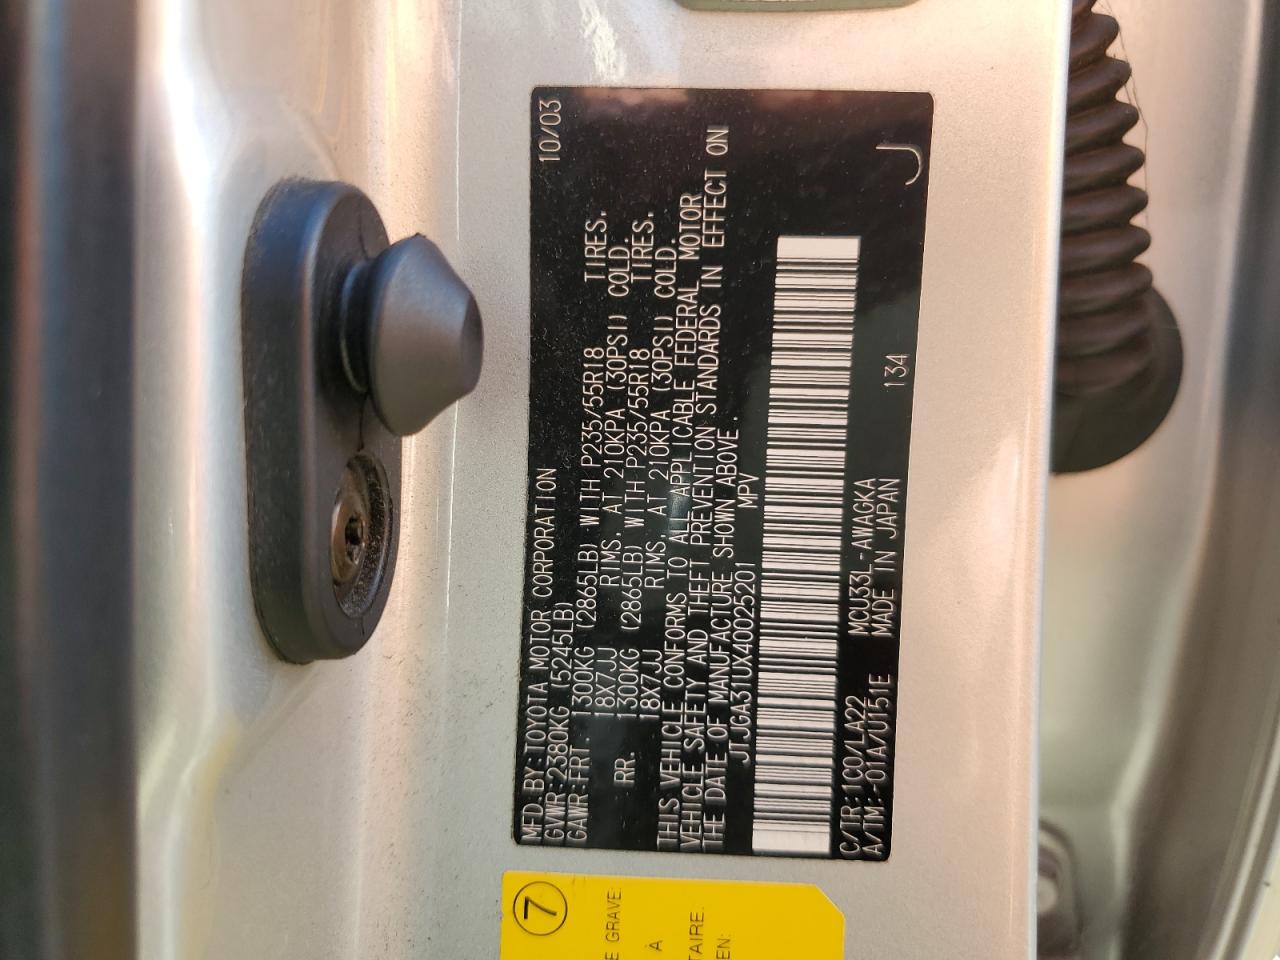 MFD.BY:TOYOTA MOTOR CORPORATION 10/03
GVWR:2380KG (5245LB)
GAWR:FRT. 1300KG (2865LB) WITH P235/55R18 TIRES,
18X7JJ RIMS, AT 210KPA (30PSI) COLD.
RR. 1300KG (2865LB) WITH P235/55R18 TIRES,
18X7JJ RIMS, AT 210KPA (30PSI) COLD.
THIS VEHICLE CONFORMS TO ALL APPLICABLE FEDERAL MOTOR
VEHICLE SAFETY AND THEFT PREVENTION STANDARDS IN EFFECT ON
THE DATE OF MANUFACTURE SHOWN ABOVE.
JTJGA31UX40025201 MPV
C/TR:1C0/LA22 MCU33L-AWAGKA 134
A/TM:-01A/U151E MADE IN JAPAN J
7
E GRAVE:
À
TAIRE.
EN: